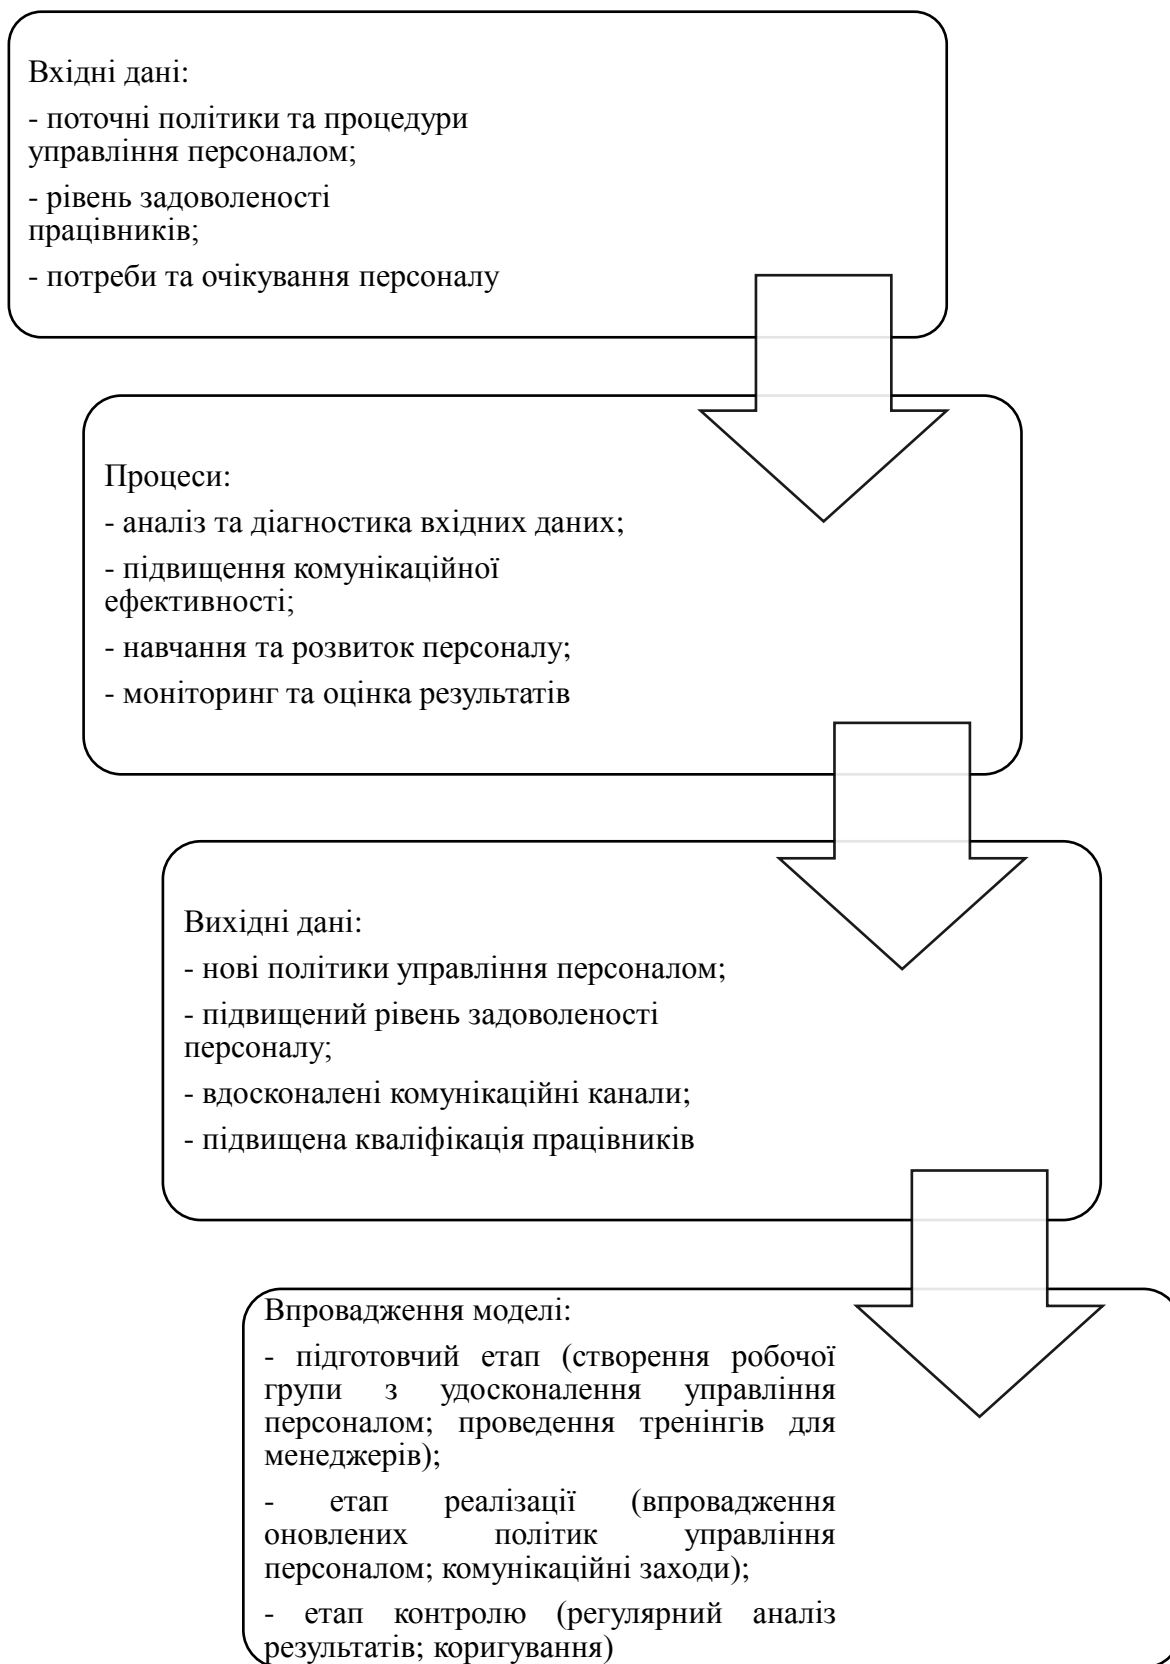 Вхідні дані:
- поточні політики та процедури
управління персоналом;
- рівень задоволеності
працівників;
- потреби та очікування персоналу
Процеси:
- аналіз та діагностика вхідних даних;
- підвищення комунікаційної
ефективності;
- навчання та розвиток персоналу;
- моніторинг та оцінка результатів
Вихідні дані:
- нові політики управління персоналом;
- підвищений рівень задоволеності
персоналу;
- вдосконалені комунікаційні канали;
- підвищена кваліфікація працівників
Впровадження моделі:
- підготовчий етап (створення робочої
групи з удосконалення управління
персоналом; проведення тренінгів для
менеджерів);
- етап реалізації (впровадження
оновлених політик управління
персоналом; комунікаційні заходи);
- етап контролю (регулярний аналіз
результатів; коригування)